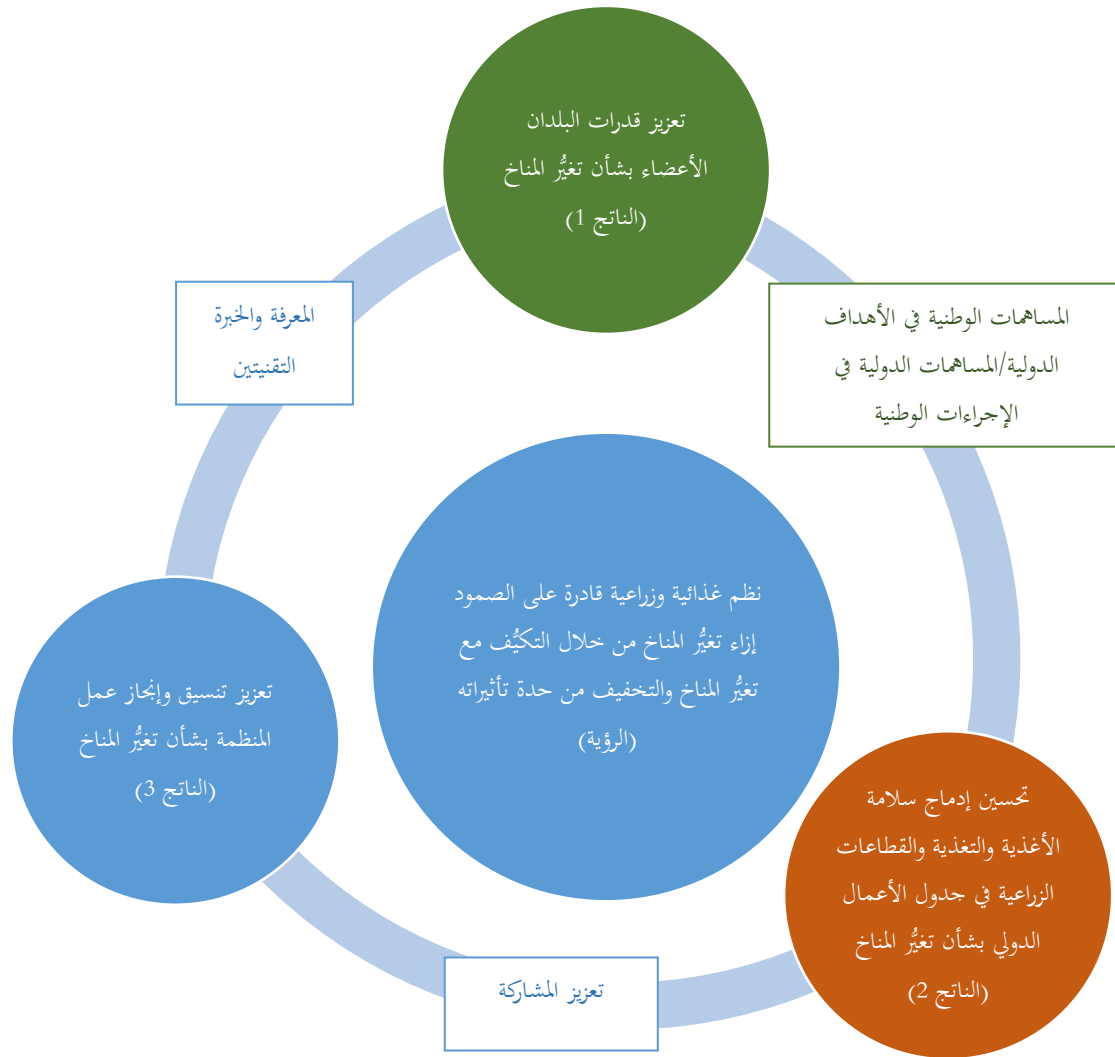 تعزيز قدرات البلدان
الأعضاء بشأن تغيُّر المناخ
(الناتج 1)
المساهمات الوطنية في الأهداف
الدولية/المساهمات الدولية في
الإجراءات الوطنية
المعرفة والخبرة
التقنيتين
نظم غذائية وزراعية قادرة على الصمود
إزاء تغيُّر المناخ من خلال التكيُّف مع
تغيُّر المناخ والتخفيف من حدة تأثيراته
(الرؤية)
تعزيز تنسيق وإنجاز عمل
المنظمة بشأن تغيُّر المناخ
(الناتج 3)
تحسين إدماج سلامة
الأغذية والتغذية والقطاعات
الزراعية في جدول الأعمال
الدولي بشأن تغيُّر المناخ
(الناتج 2)
تعزيز المشاركة